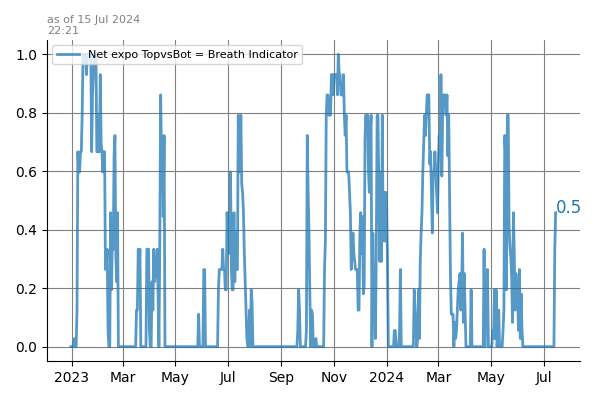 as of 15 Jul 2024
22:21
Net expo TopvsBot = Breath Indicator
1.0
0.8
0.6
0.4
0.2
0.0
0.5
2023 Mar May Jul Sep Nov 2024 Mar May Jul